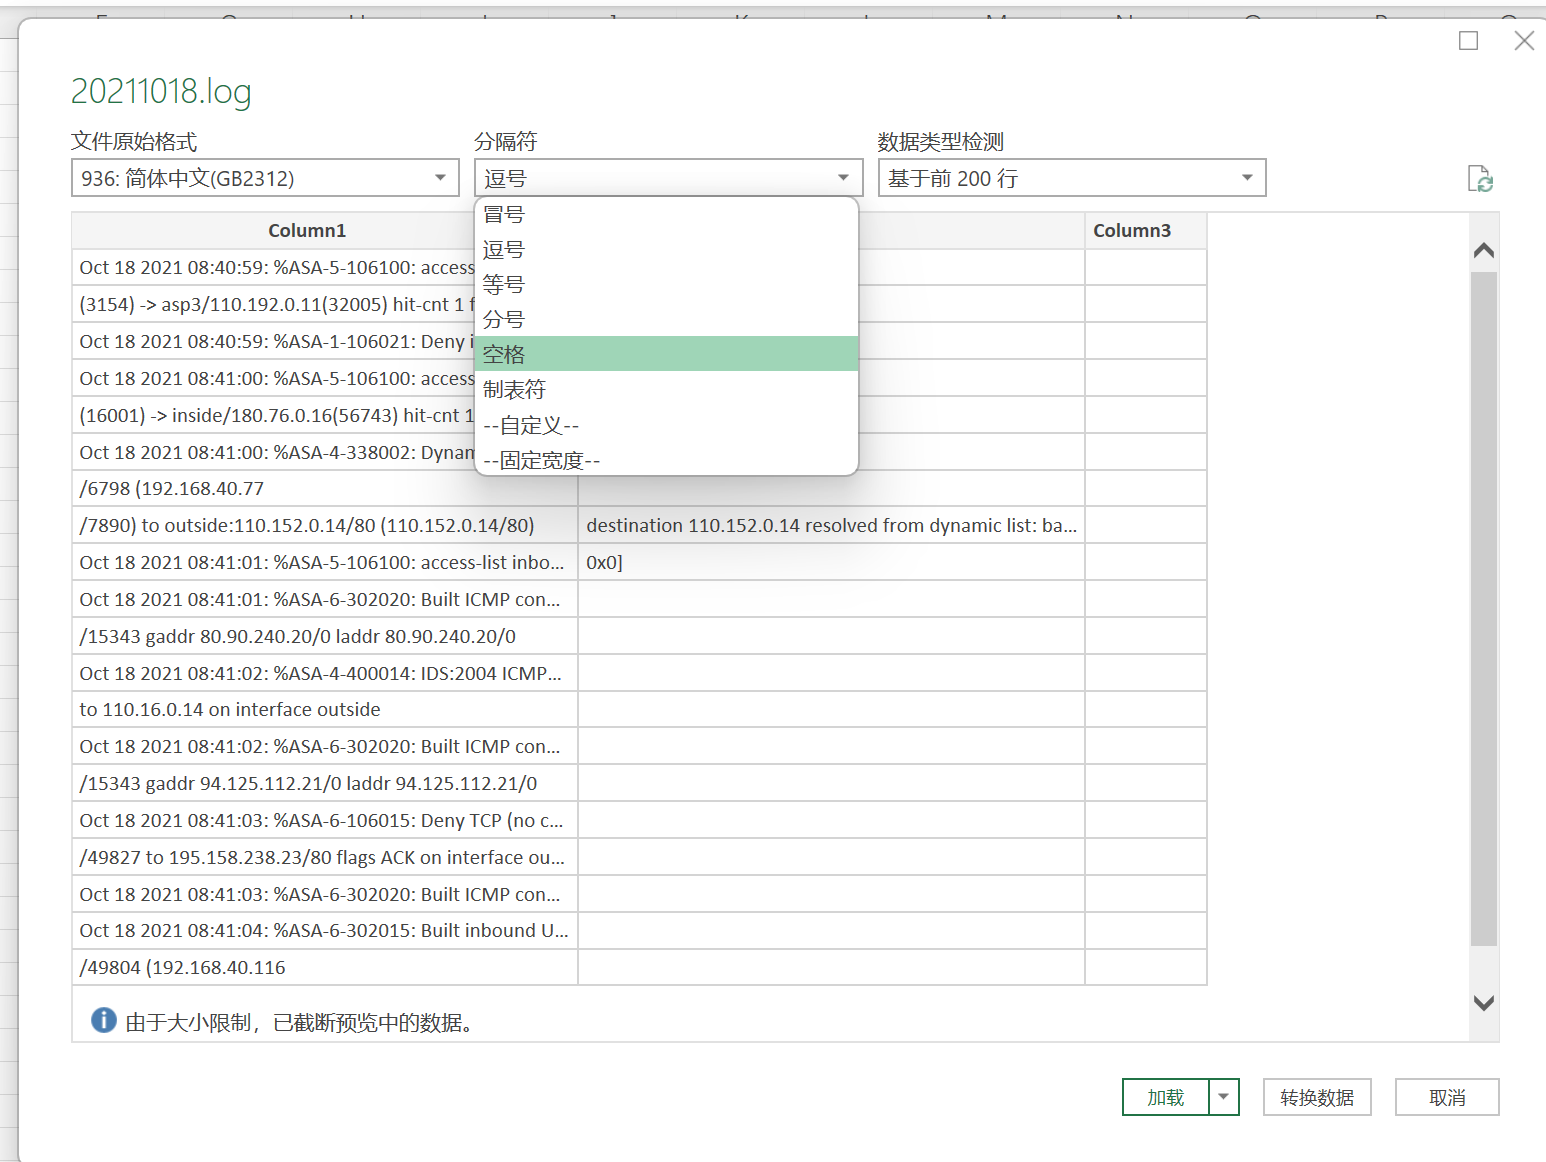 20211018.log
文件原始格式 分隔符 数据类型检测
936: 简体中文(GB2312) 逗号 基于前 200 行
冒号
逗号
等号
分号
空格
制表符
--自定义--
--固定宽度--
Column1 Column3
Oct 18 2021 08:40:59: %ASA-5-106100: access
(3154) -> asp3/110.192.0.11(32005) hit-cnt 1 f
Oct 18 2021 08:40:59: %ASA-1-106021: Deny i
Oct 18 2021 08:41:00: %ASA-5-106100: access
(16001) -> inside/180.76.0.16(56743) hit-cnt 1
Oct 18 2021 08:41:00: %ASA-4-338002: Dynam
/6798 (192.168.40.77
/7890) to outside:110.152.0.14/80 (110.152.0.14/80) destination 110.152.0.14 resolved from dynamic list: ba...
Oct 18 2021 08:41:01: %ASA-5-106100: access-list inbo... 0x0]
Oct 18 2021 08:41:01: %ASA-6-302020: Built ICMP con...
/15343 gaddr 80.90.240.20/0 laddr 80.90.240.20/0
Oct 18 2021 08:41:02: %ASA-4-400014: IDS:2004 ICMP...
to 110.16.0.14 on interface outside
Oct 18 2021 08:41:02: %ASA-6-302020: Built ICMP con...
/15343 gaddr 94.125.112.21/0 laddr 94.125.112.21/0
Oct 18 2021 08:41:03: %ASA-6-106015: Deny TCP (no c...
/49827 to 195.158.238.23/80 flags ACK on interface ou...
Oct 18 2021 08:41:03: %ASA-6-302020: Built ICMP con...
Oct 18 2021 08:41:04: %ASA-6-302015: Built inbound U...
/49804 (192.168.40.116
由于大小限制，已截断预览中的数据。
加载 转换数据 取消